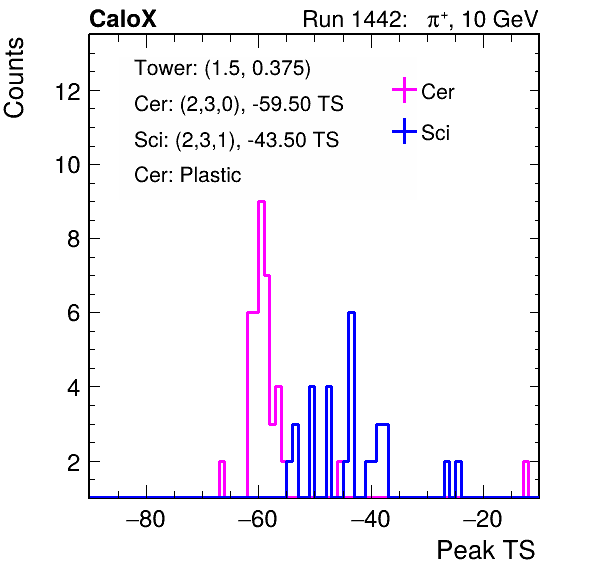 CaloX Run 1442: π⁺, 10 GeV
Counts
Tower: (1.5, 0.375)
Cer: (2,3,0), -59.50 TS
Sci: (2,3,1), -43.50 TS
Cer: Plastic
Cer
Sci
12
10
8
6
4
2
−80 −60 −40 −20
Peak TS